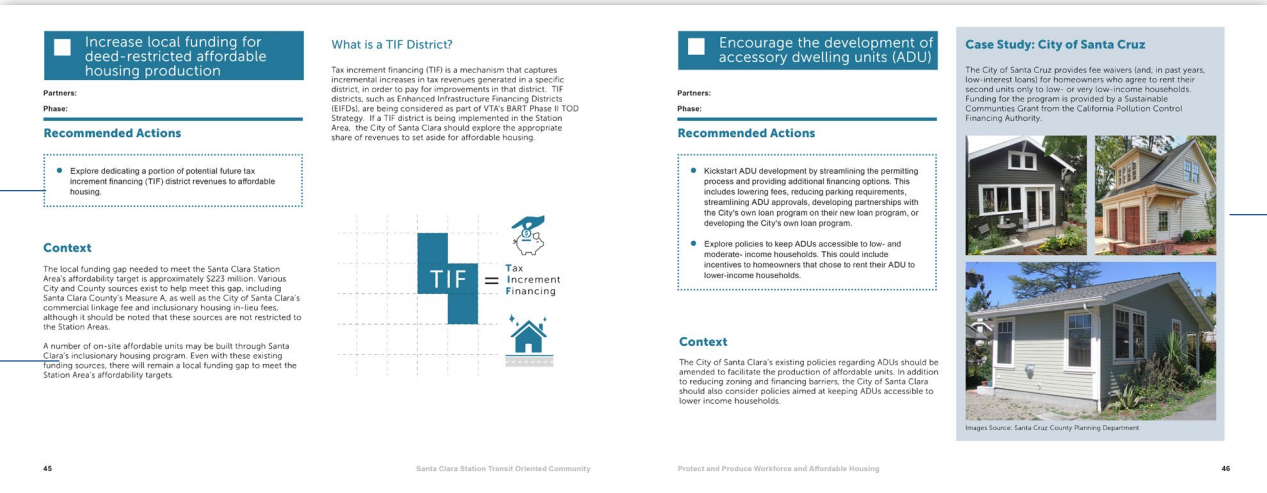 Increase local funding for
deed-restricted affordable
housing production
Partners:
Phase:
Recommended Actions
Explore dedicating a portion of potential future tax
increment financing (TIF) district revenues to affordable
housing.
Context
The local funding gap needed to meet the Santa Clara Station
Area's affordability target is approximately $223 million. Various
City and County sources exist to help meet this gap, including
Santa Clara County's Measure A, as well as the City of Santa Clara's
commercial linkage fee and inclusionary housing in-lieu fees,
although it should be noted that these sources are not restricted to
the Station Areas.
A number of on-site affordable units may be built through Santa
Clara's inclusionary housing program. Even with these existing
funding sources, there will remain a local funding gap to meet the
Station Area's affordability targets.
What is a TIF District?
Tax increment financing (TIF) is a mechanism that captures
incremental increases in tax revenues generated in a specific
district, in order to pay for improvements in that district. TIF
districts, such as Enhanced Infrastructure Financing Districts
(EIFDs), are being considered as part of VTA's BART Phase II TOD
Strategy. If a TIF district is being implemented in the Station
Area, the City of Santa Clara should explore the appropriate
share of revenues to set aside for affordable housing.
TIF = Tax
Increment
Financing
45
Santa Clara Station Transit Oriented Community
Encourage the development of
accessory dwelling units (ADU)
Partners:
Phase:
Recommended Actions
Kickstart ADU development by streamlining the permitting
process and providing additional financing options. This
includes lowering fees, reducing parking requirements,
streamlining ADU approvals, developing partnerships with
the City's own loan program on their new loan program, or
developing the City's own loan program.
Explore policies to keep ADUs accessible to low- and
moderate- income households. This could include
incentives to homeowners that chose to rent their ADU to
lower-income households.
Context
The City of Santa Clara's existing policies regarding ADUs should be
amended to facilitate the production of affordable units. In addition
to reducing zoning and financing barriers, the City of Santa Clara
should also consider policies aimed at keeping ADUs accessible to
lower income households.
Case Study: City of Santa Cruz
The City of Santa Cruz provides fee waivers (and, in past years,
low-interest loans) for homeowners who agree to rent their
second units only to low- or very low-income households.
Funding for the program is provided by a Sustainable
Communities Grant from the California Pollution Control
Financing Authority.
Images Source: Santa Cruz County Planning Department
Protect and Produce Workforce and Affordable Housing
46